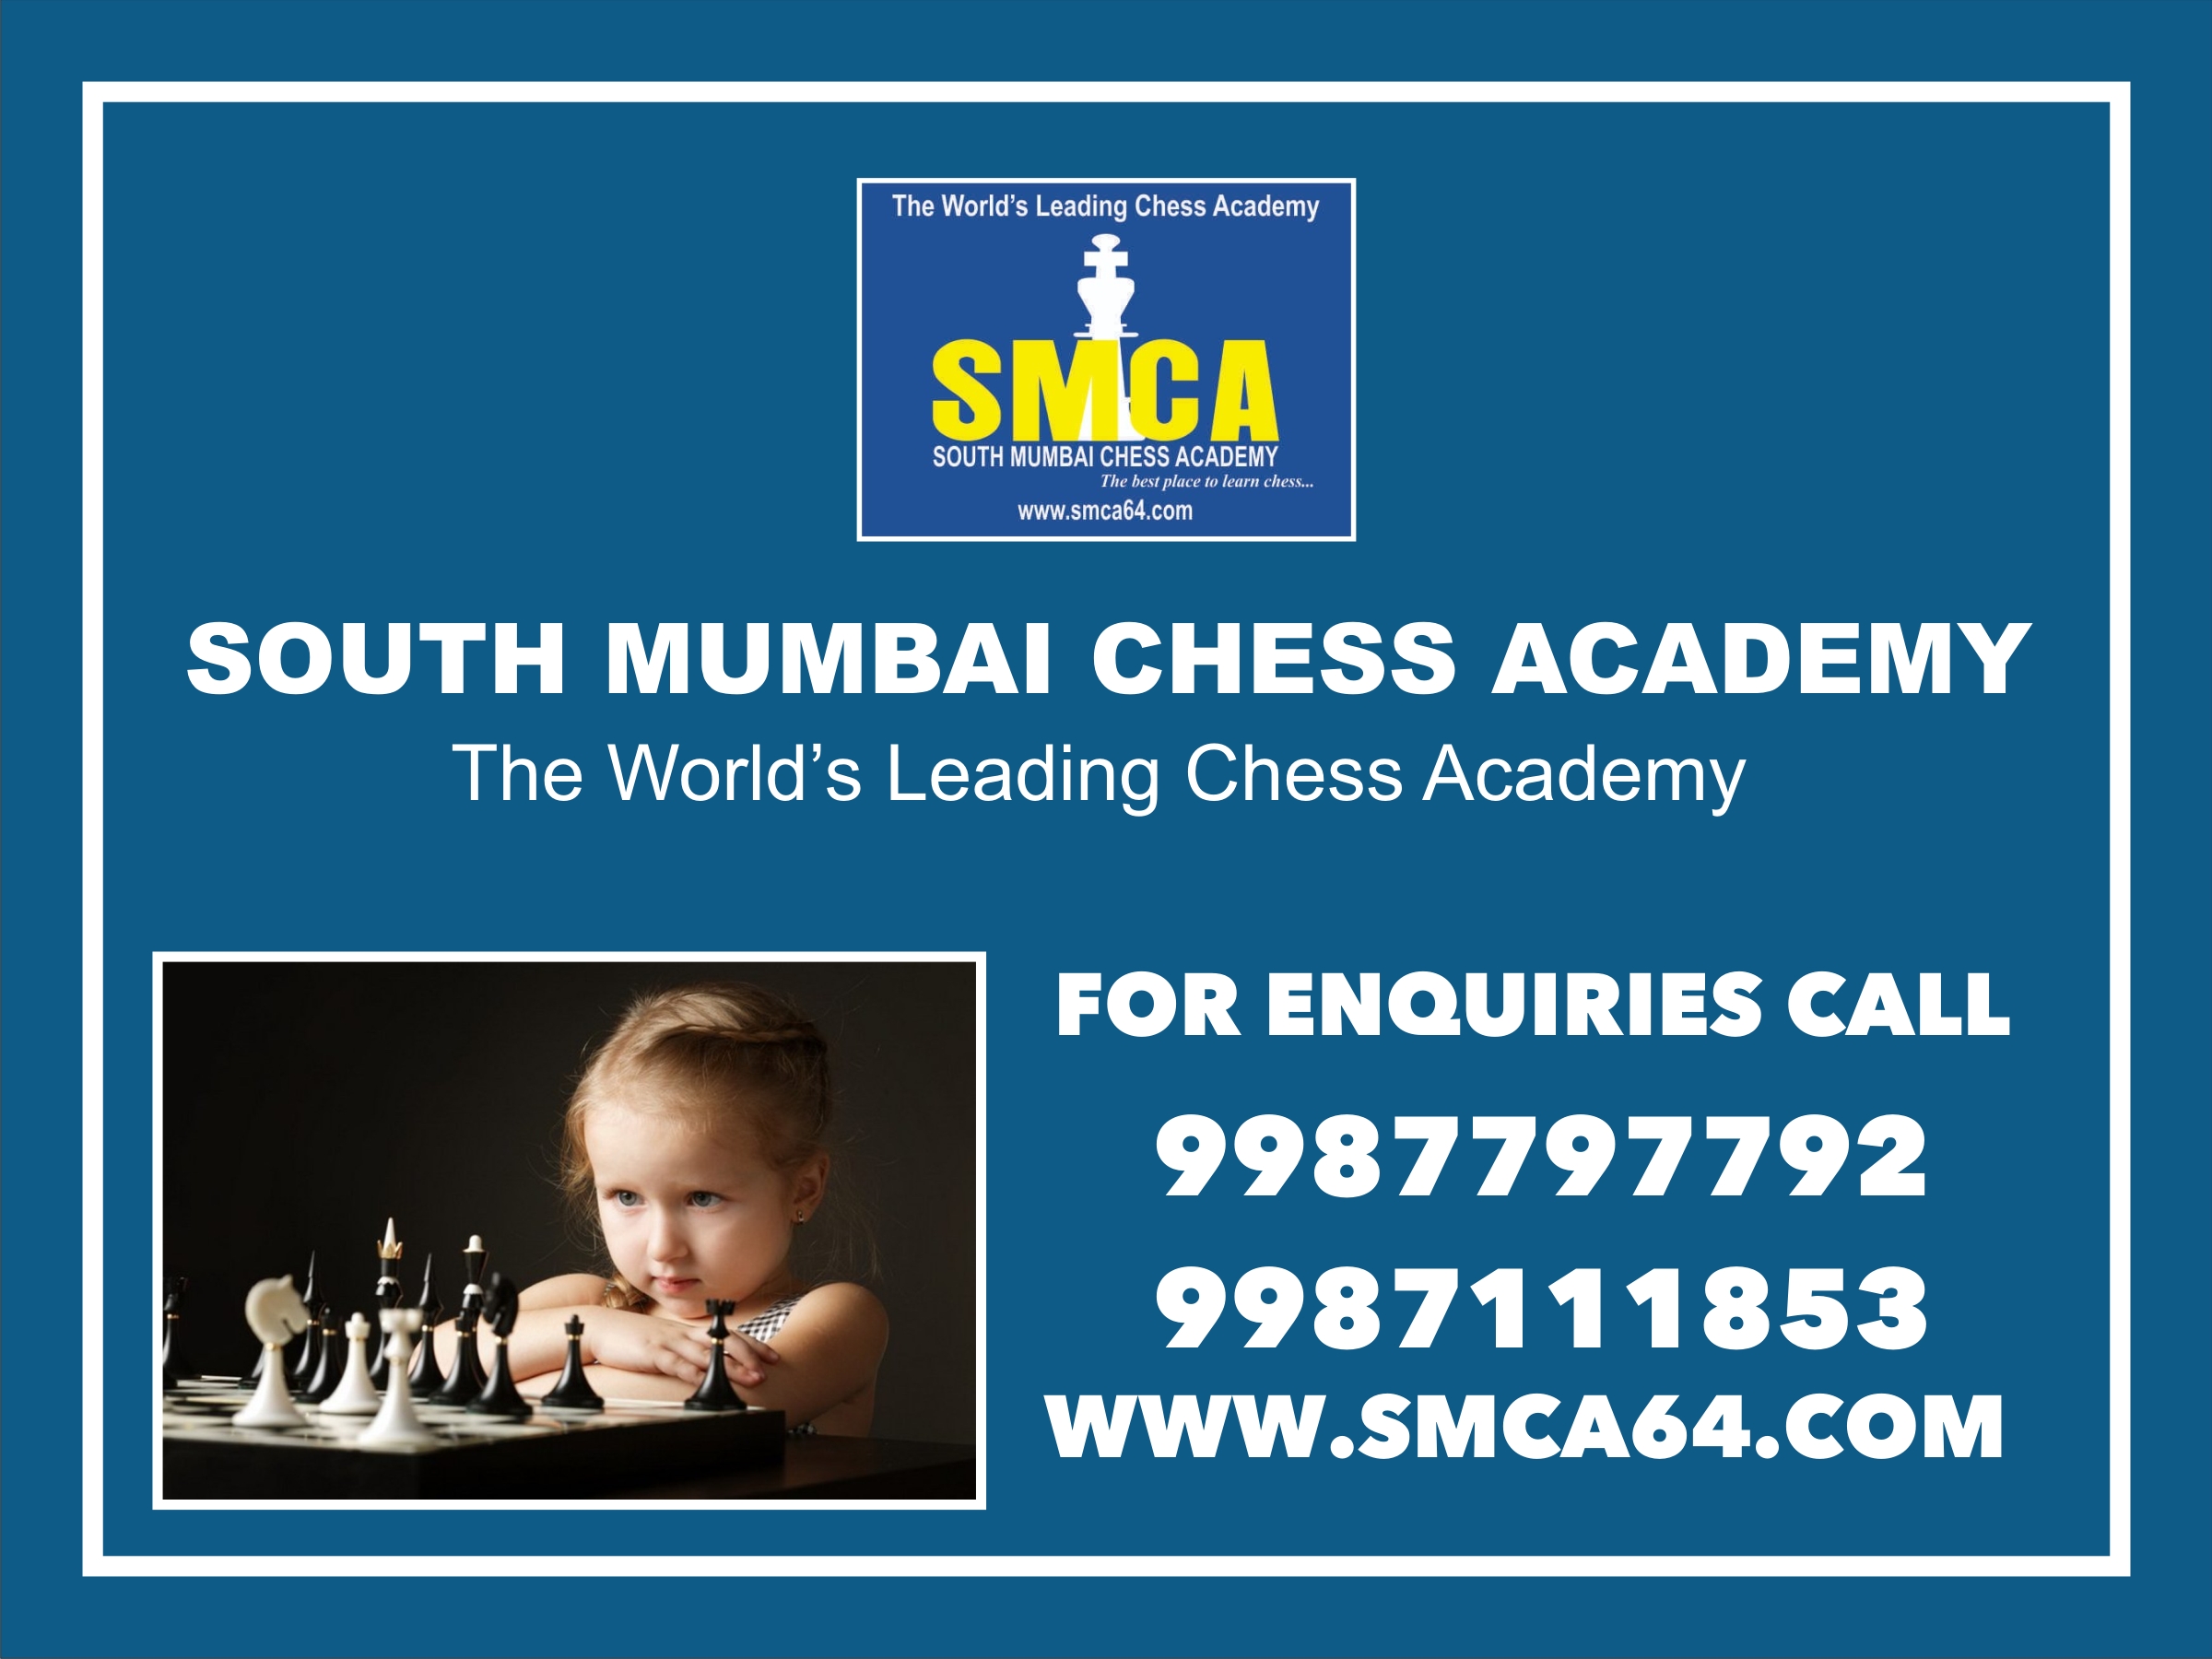 The World’s Leading Chess Academy
SMCA
SOUTH MUMBAI CHESS ACADEMY
The best place to learn chess...
www.smca64.com
SOUTH MUMBAI CHESS ACADEMY
The World’s Leading Chess Academy
FOR ENQUIRIES CALL
9987797792
9987111853
WWW.SMCA64.COM